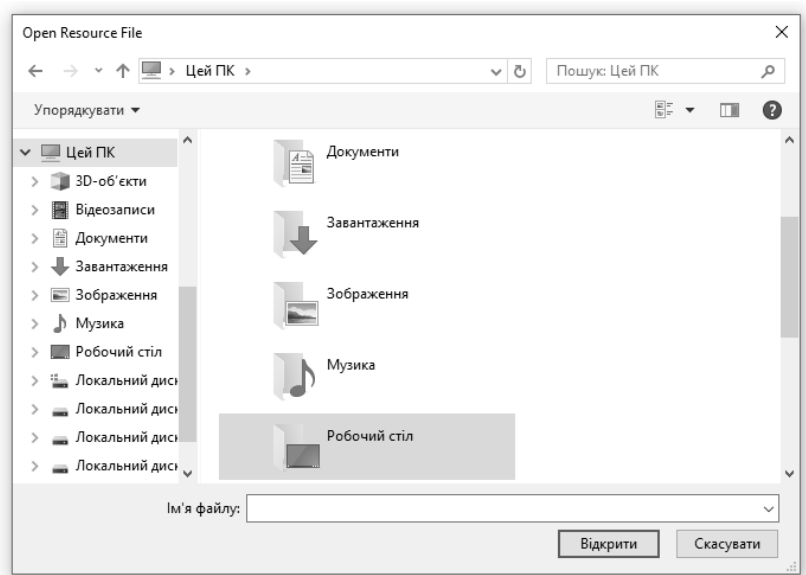 Open Resource File
Цей ПК
Пошук: Цей ПК
Упорядкувати
Цей ПК
3D-об'єкти
Відеозаписи
Документи
Завантаження
Зображення
Музика
Робочий стіл
Локальний диск
Локальний диск
Локальний диск
Локальний диск
Документи
Завантаження
Зображення
Музика
Робочий стіл
Ім'я файлу:
Відкрити
Скасувати